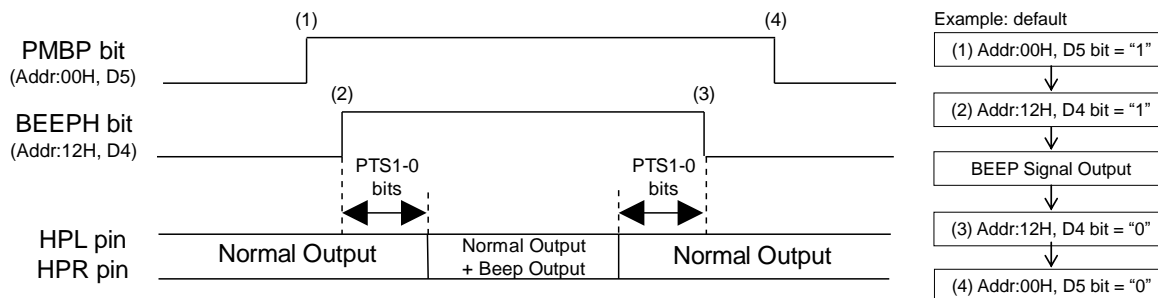 (1)
(4)
PMBP bit
(Addr:00H, D5)
(2)
(3)
BEEPH bit
(Addr:12H, D4)
PTS1-0
bits
PTS1-0
bits
HPL pin
HPR pin
Normal Output
Normal Output
+ Beep Output
Normal Output
Example: default
(1) Addr:00H, D5 bit = “1”
(2) Addr:12H, D4 bit = “1”
BEEP Signal Output
(3) Addr:12H, D4 bit = “0”
(4) Addr:00H, D5 bit = “0”